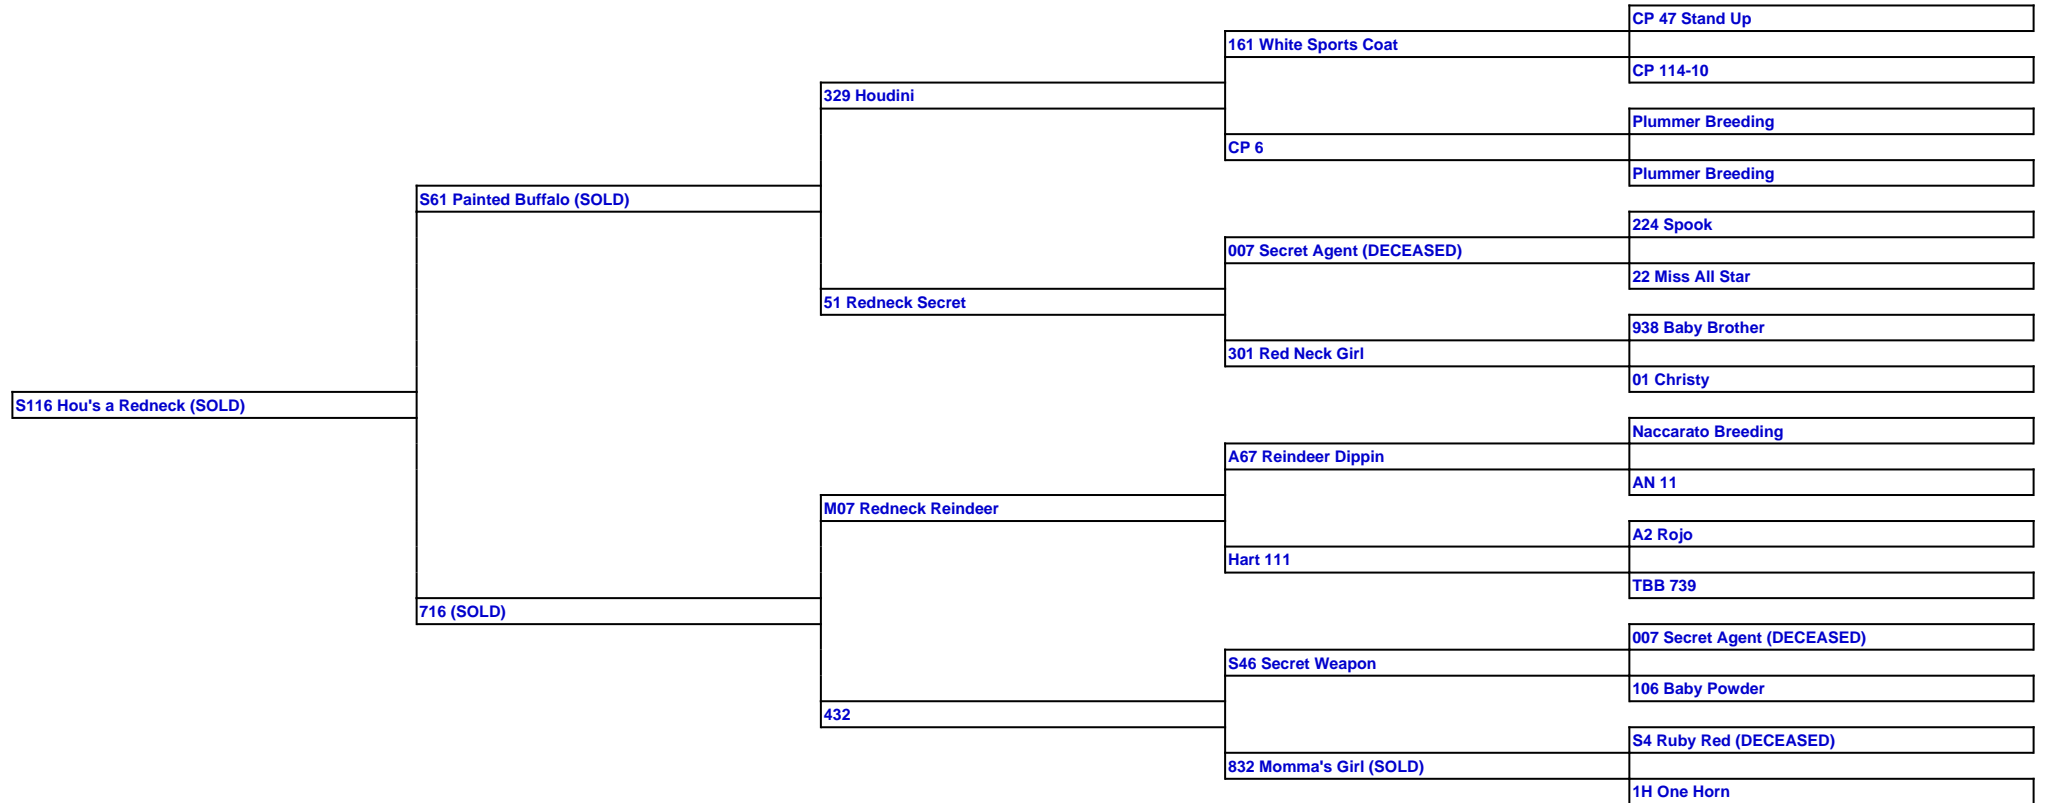 CP 47 Stand Up
161 White Sports Coat
CP 114-10
329 Houdini
Plummer Breeding
CP 6
Plummer Breeding
S61 Painted Buffalo (SOLD)
224 Spook
007 Secret Agent (DECEASED)
22 Miss All Star
51 Redneck Secret
938 Baby Brother
301 Red Neck Girl
01 Christy
S116 Hou's a Redneck (SOLD)
Naccarato Breeding
A67 Reindeer Dippin
AN 11
M07 Redneck Reindeer
A2 Rojo
Hart 111
TBB 739
716 (SOLD)
007 Secret Agent (DECEASED)
S46 Secret Weapon
106 Baby Powder
432
S4 Ruby Red (DECEASED)
832 Momma's Girl (SOLD)
1H One Horn